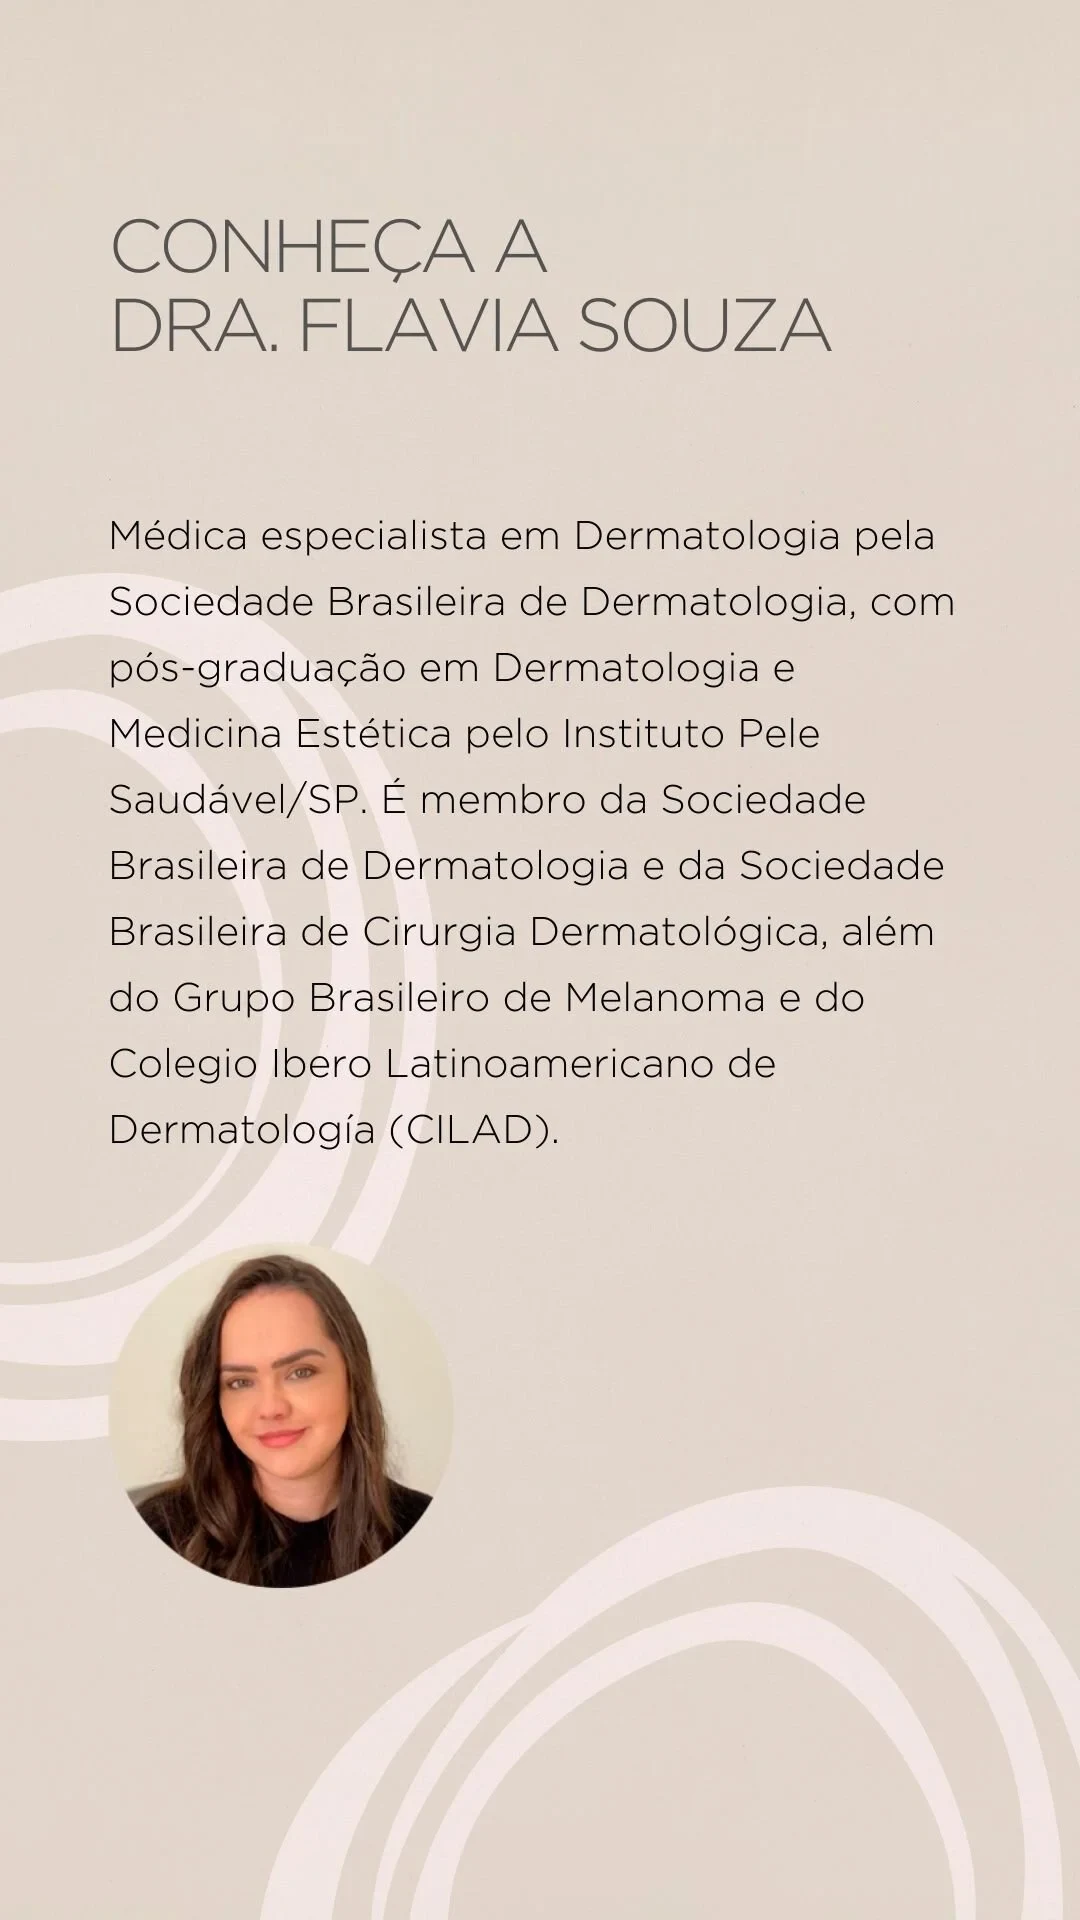 CONHEÇA A
DRA. FLAVIA SOUZA
Médica especialista em Dermatologia pela
Sociedade Brasileira de Dermatologia, com
pós-graduação em Dermatologia e
Medicina Estética pelo Instituto Pele
Saudável/SP. É membro da Sociedade
Brasileira de Dermatologia e da Sociedade
Brasileira de Cirurgia Dermatológica, além
do Grupo Brasileiro de Melanoma e do
Colegio Ibero Latinoamericano de
Dermatología (CILAD).